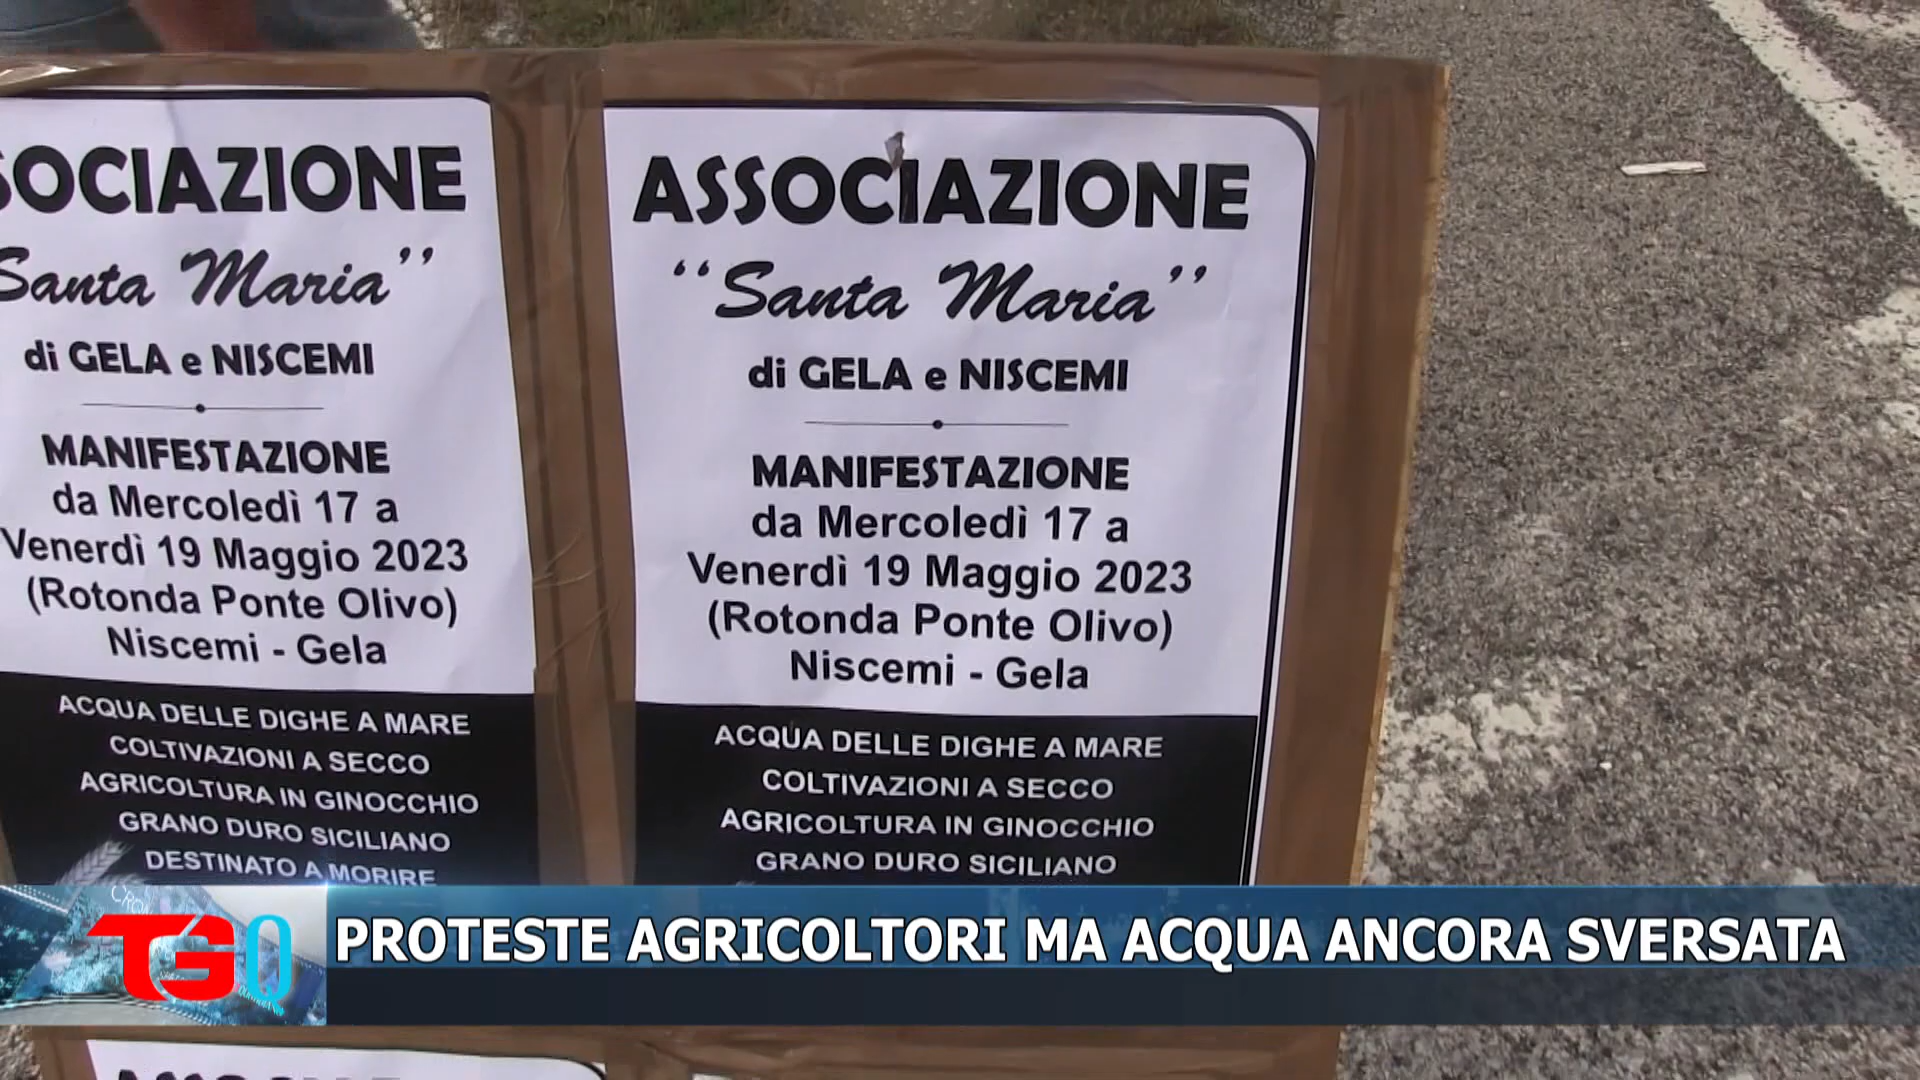 SOCIAZIONE
Santa Maria’’
di GELA e NISCEMI
MANIFESTAZIONE
da Mercoledì 17 a
Venerdì 19 Maggio 2023
(Rotonda Ponte Olivo)
Niscemi - Gela
ACQUA DELLE DIGHE A MARE
COLTIVAZIONI A SECCO
AGRICOLTURA IN GINOCCHIO
GRANO DURO SICILIANO
DESTINATO A MORIRE
ASSOCIAZIONE
‘‘Santa Maria’’
di GELA e NISCEMI
MANIFESTAZIONE
da Mercoledì 17 a
Venerdì 19 Maggio 2023
(Rotonda Ponte Olivo)
Niscemi - Gela
ACQUA DELLE DIGHE A MARE
COLTIVAZIONI A SECCO
AGRICOLTURA IN GINOCCHIO
GRANO DURO SICILIANO
TGQ
PROTESTE AGRICOLTORI MA ACQUA ANCORA SVERSATA